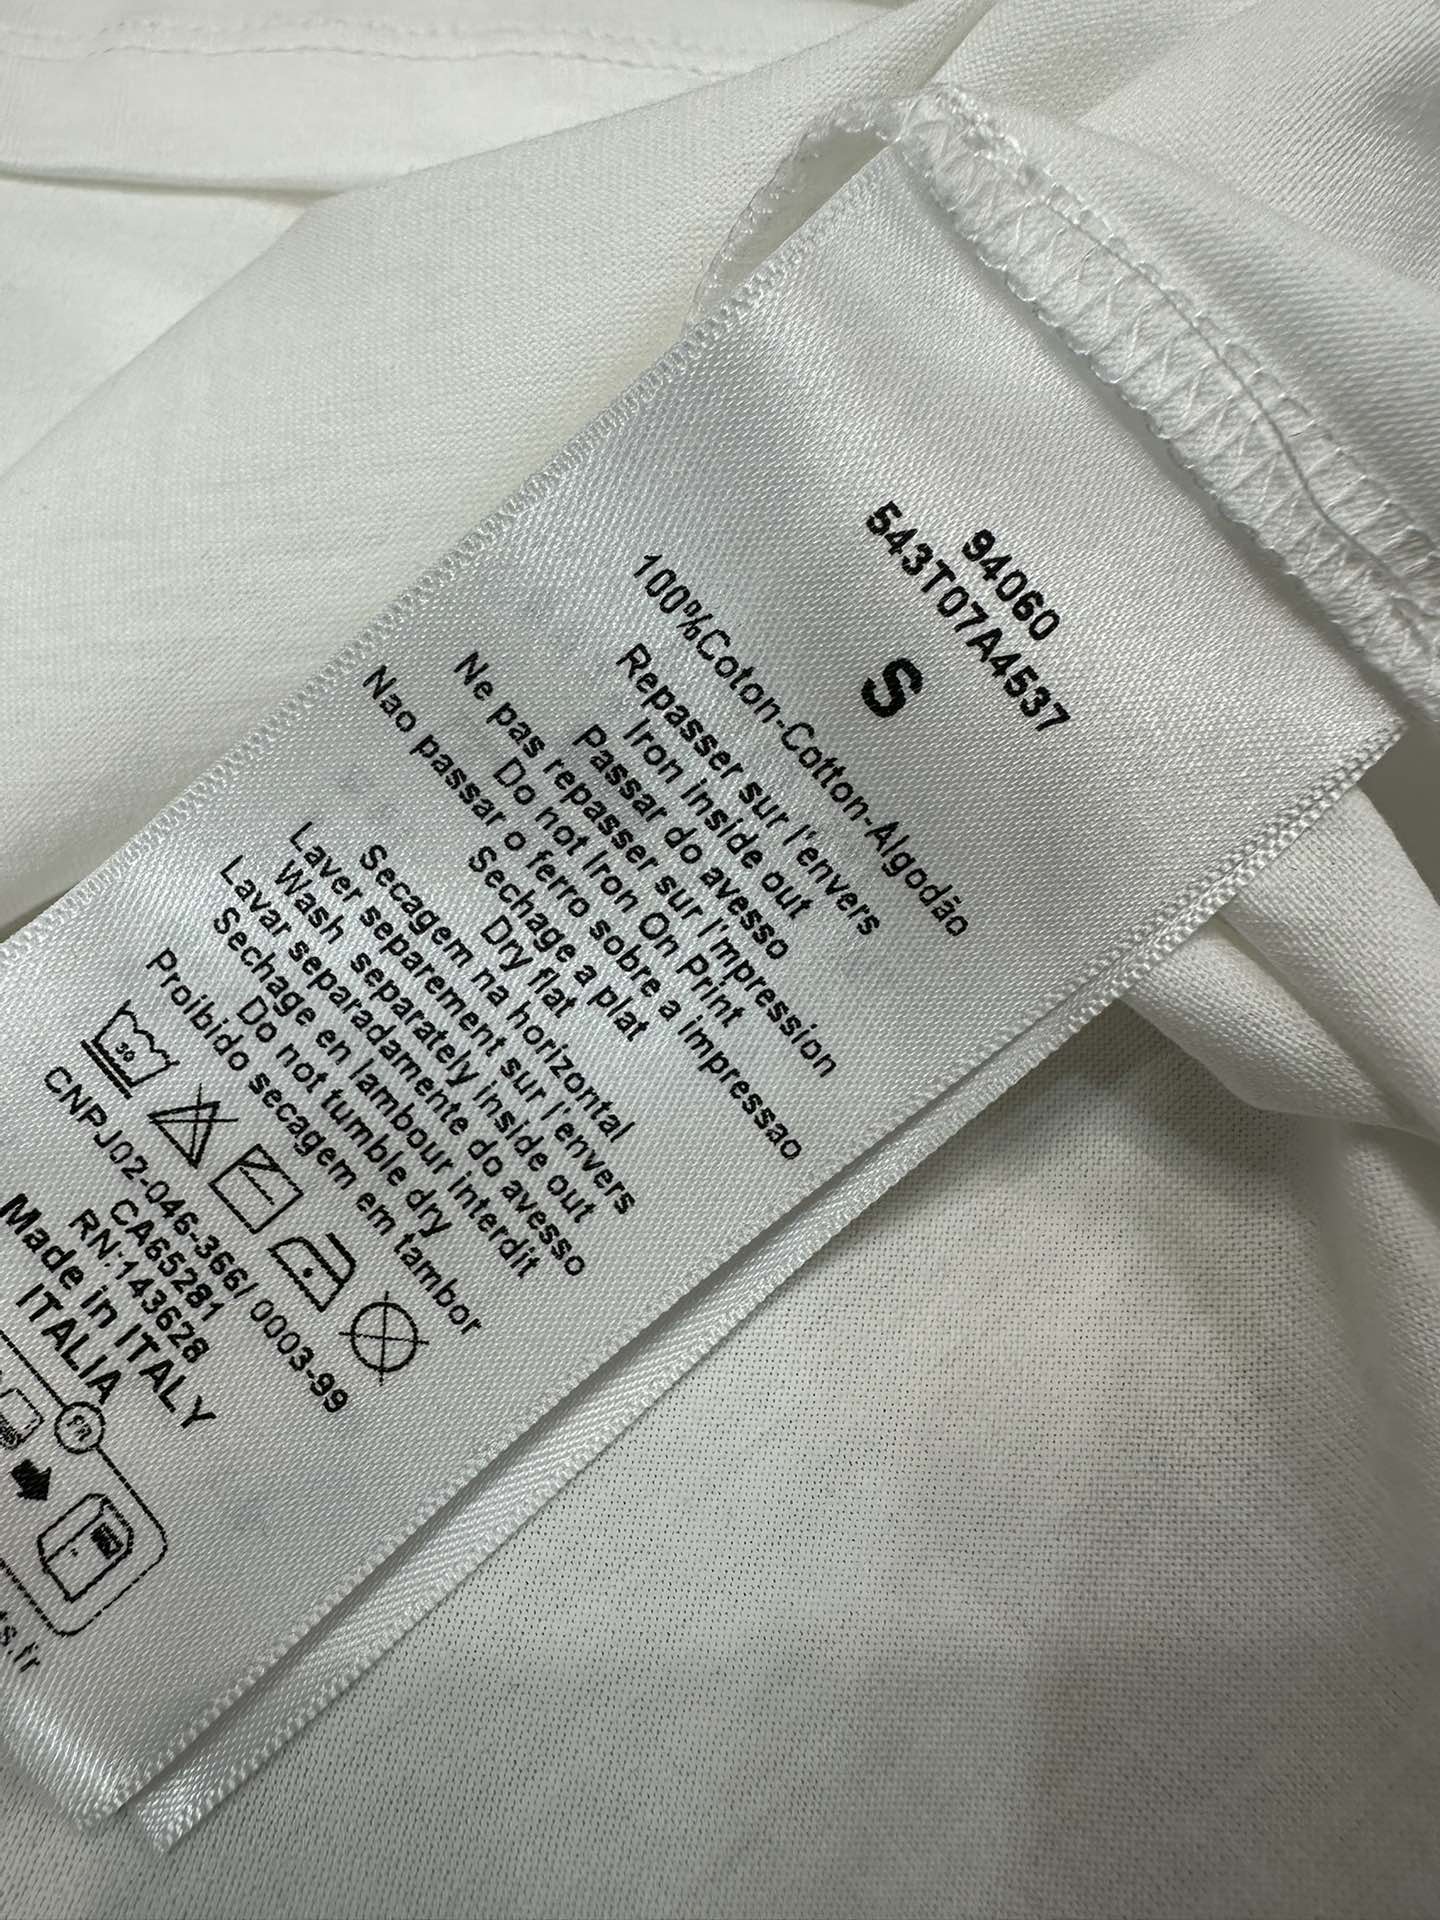 94060
543T07A4537
S
100%Coton-Cotton-Algodão
Repasser sur l'envers
Iron inside out
Passar do avesso
Ne pas repasser sur l'mpression
Do not Iron On Print
Nao passar o ferro sobre a impressao
Sechage a plat
Dry flat
Secagem na horizontal
Laver separement sur l'envers
Wash separately inside out
Lavar separadamente do avesso
Sechage en lambour interdit
Do not tumble dry
Proibido secagem em tambor
30
CNPJ02-046-366/ 0003-99
CA65281
RN:143628
Made in ITALY
ITALIA
FR